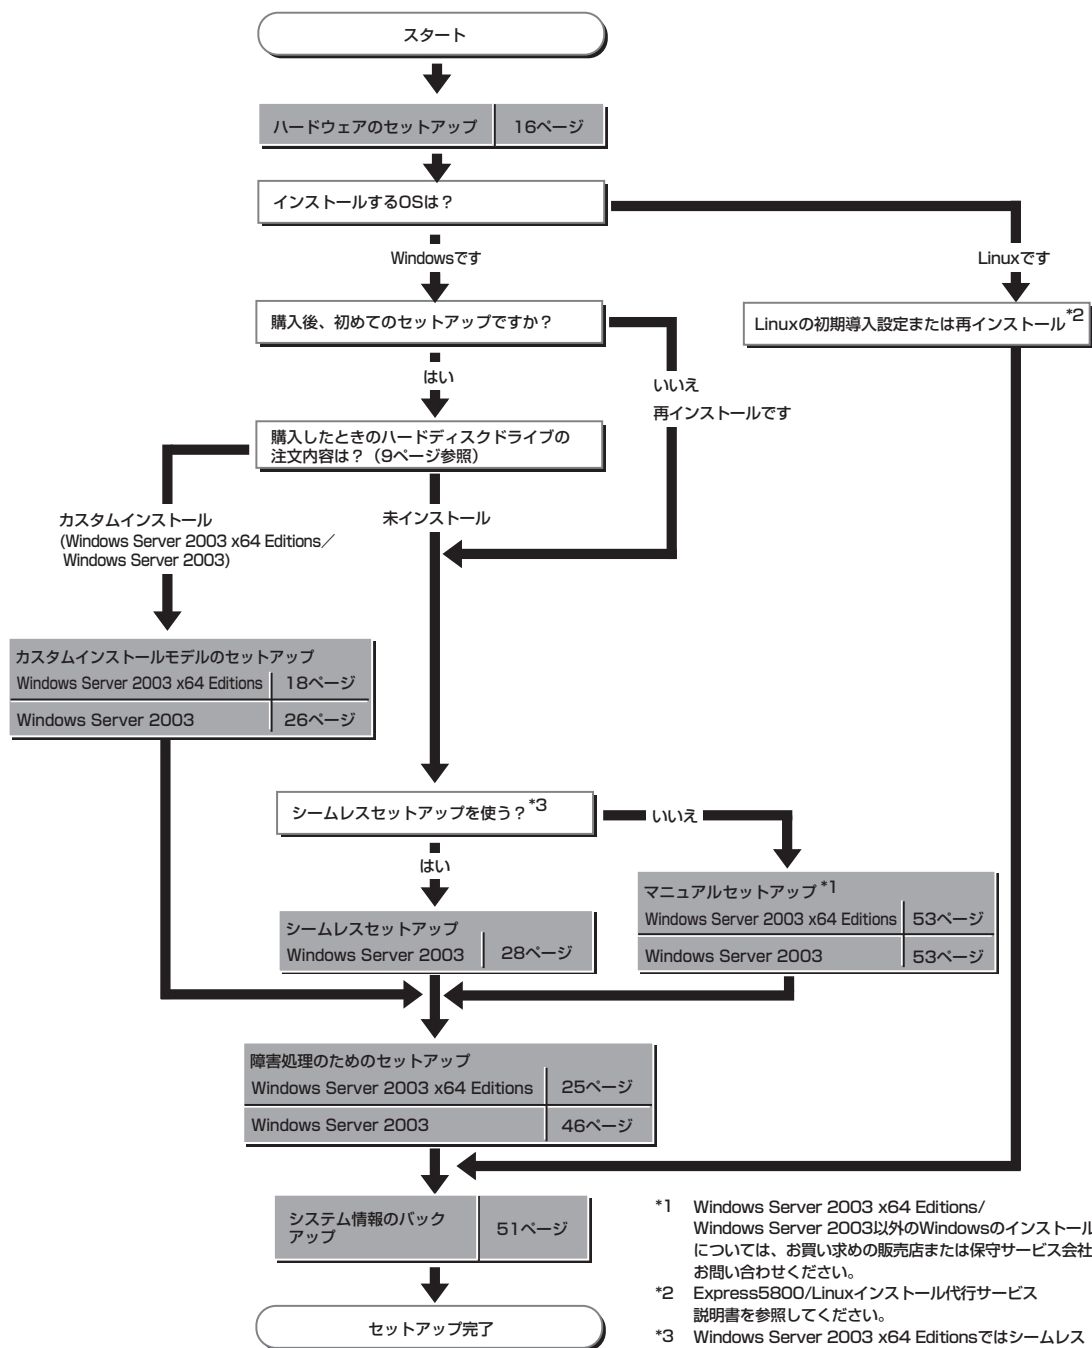 スタート
ハードウェアのセットアップ 16ページ
インストールするOSは？
Windowsです
Linuxです
購入後、初めてのセットアップですか？
Linuxの初期導入設定または再インストール*2
はい
いいえ
再インストールです
購入したときのハードディスクドライブの
注文内容は？（9ページ参照）
カスタムインストール
(Windows Server 2003 x64 Editions／
Windows Server 2003)
未インストール
カスタムインストールモデルのセットアップ
Windows Server 2003 x64 Editions 18ページ
Windows Server 2003 26ページ
シームレスセットアップを使う？*3
いいえ
はい
マニュアルセットアップ*1
Windows Server 2003 x64 Editions 53ページ
Windows Server 2003 53ページ
シームレスセットアップ
Windows Server 2003 28ページ
障害処理のためのセットアップ
Windows Server 2003 x64 Editions 25ページ
Windows Server 2003 46ページ
システム情報のバック
アップ 51ページ
セットアップ完了
*1 Windows Server 2003 x64 Editions/
Windows Server 2003以外のWindowsのインストール
については、お買い求めの販売店または保守サービス会社
お問い合わせください。
*2 Express5800/Linuxインストール代行サービス
説明書を参照してください。
*3 Windows Server 2003 x64 Editionsではシームレス